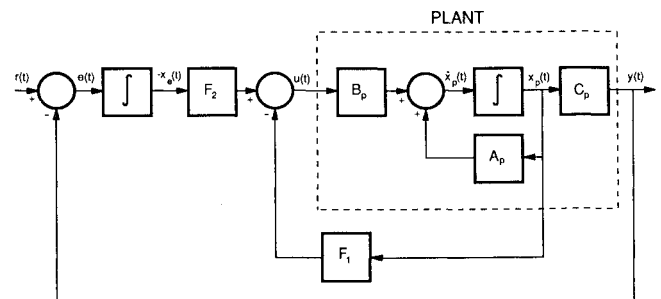 PLANT
r(t)
e(t)
-x_e(t)
u(t)
ẋ_p(t)
x_p(t)
y(t)
+
-
∫
F_2
+
-
B_p
+
+
∫
C_p
A_p
F_1